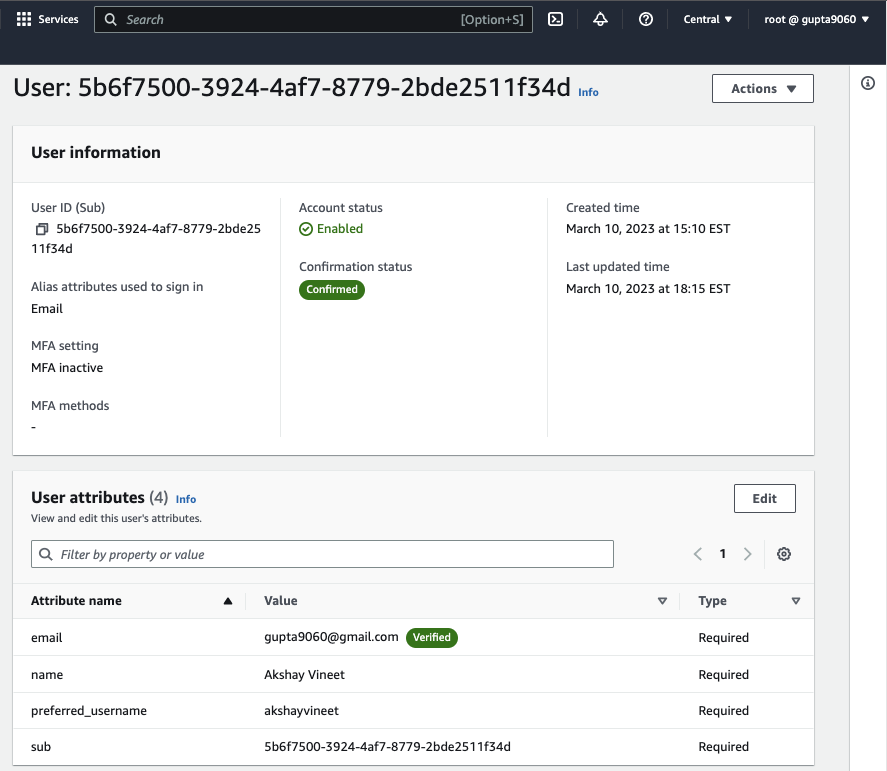 Services
Search [Option+S]
Central
root @ gupta9060
User: 5b6f7500-3924-4af7-8779-2bde2511f34d Info
Actions
User information
User ID (Sub)
5b6f7500-3924-4af7-8779-2bde25
11f34d
Alias attributes used to sign in
Email
MFA setting
MFA inactive
MFA methods
-
Account status
Enabled
Confirmation status
Confirmed
Created time
March 10, 2023 at 15:10 EST
Last updated time
March 10, 2023 at 18:15 EST
User attributes (4) Info
View and edit this user's attributes.
Edit
Filter by property or value
1
Attribute name Value Type
email gupta9060@gmail.com Verified Required
name Akshay Vineet Required
preferred_username akshayvineet Required
sub 5b6f7500-3924-4af7-8779-2bde2511f34d Required